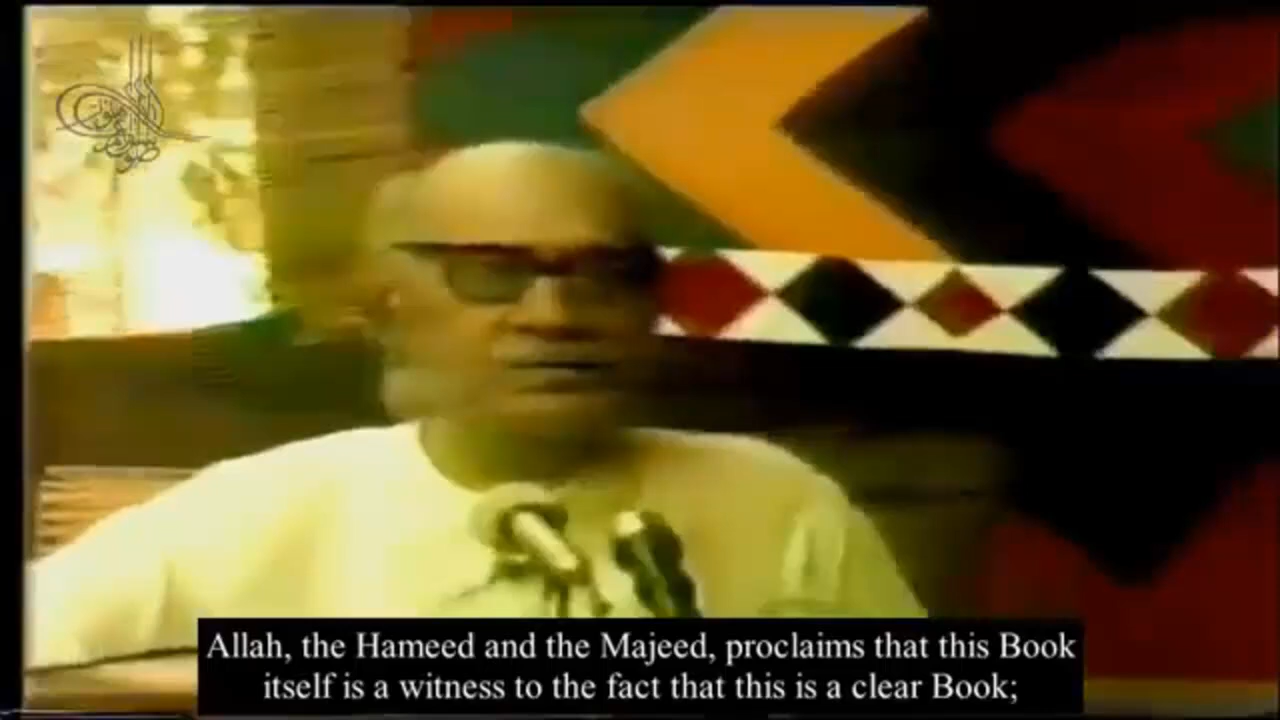 Allah, the Hameed and the Majeed, proclaims that this Book
itself is a witness to the fact that this is a clear Book;